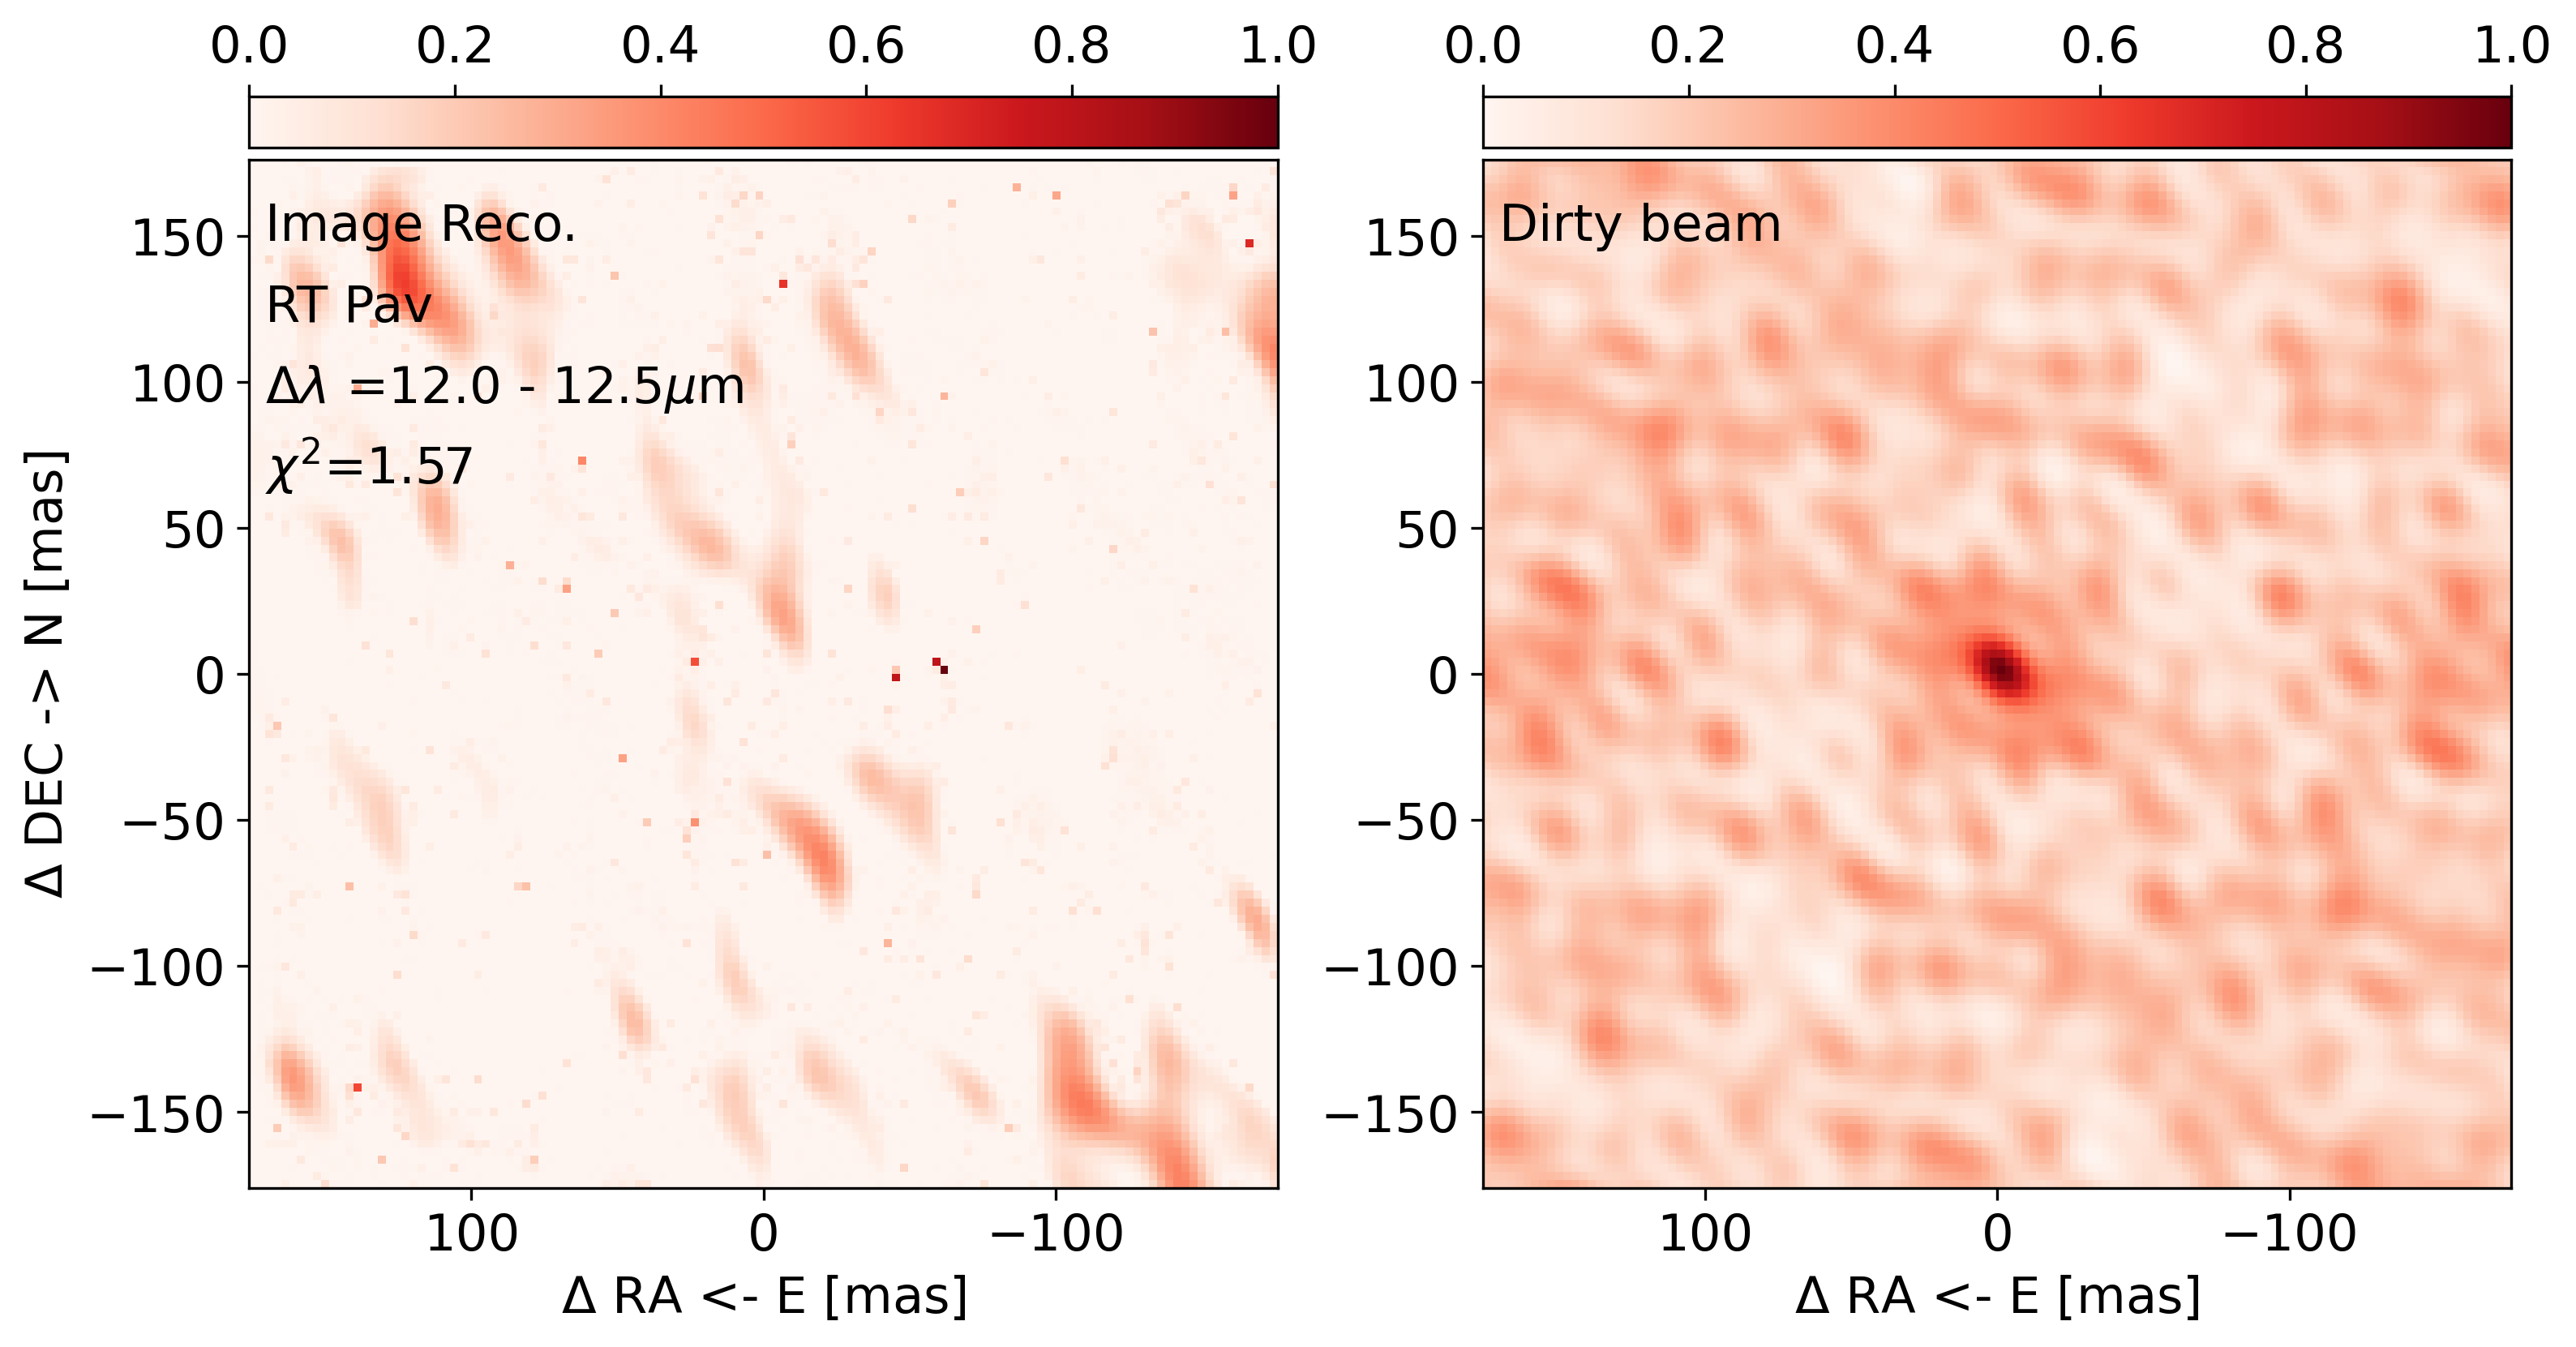 0.0 0.2 0.4 0.6 0.8 1.0
0.0 0.2 0.4 0.6 0.8 1.0
Image Reco.
RT Pav
Δλ =12.0 - 12.5μm
χ²=1.57
Dirty beam
150
100
50
0
−50
−100
−150
Δ DEC -> N [mas]
150
100
50
0
−50
−100
−150
100 0 −100
100 0 −100
Δ RA <- E [mas]
Δ RA <- E [mas]